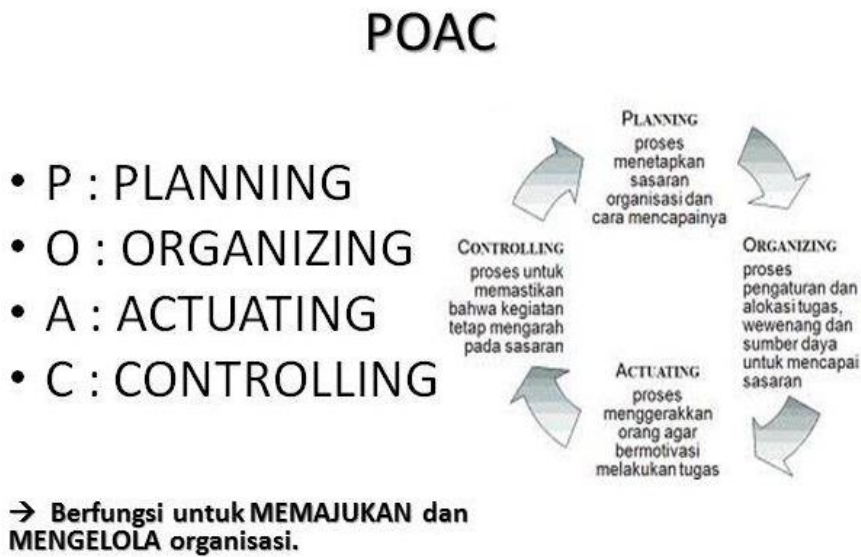 POAC
• P : PLANNING
• O : ORGANIZING
• A : ACTUATING
• C : CONTROLLING
→ Berfungsi untuk MEMAJUKAN dan
MENGELOLA organisasi.
PLANNING
proses
menetapkan
sasaran
organisasi dan
cara mencapainya
ORGANIZING
proses
pengaturan dan
alokasi tugas,
wewenang dan
sumber daya
untuk mencapai
sasaran
ACTUATING
proses
menggerakkan
orang agar
bermotivasi
melakukan tugas
CONTROLLING
proses untuk
memastikan
bahwa kegiatan
tetap mengarah
pada sasaran